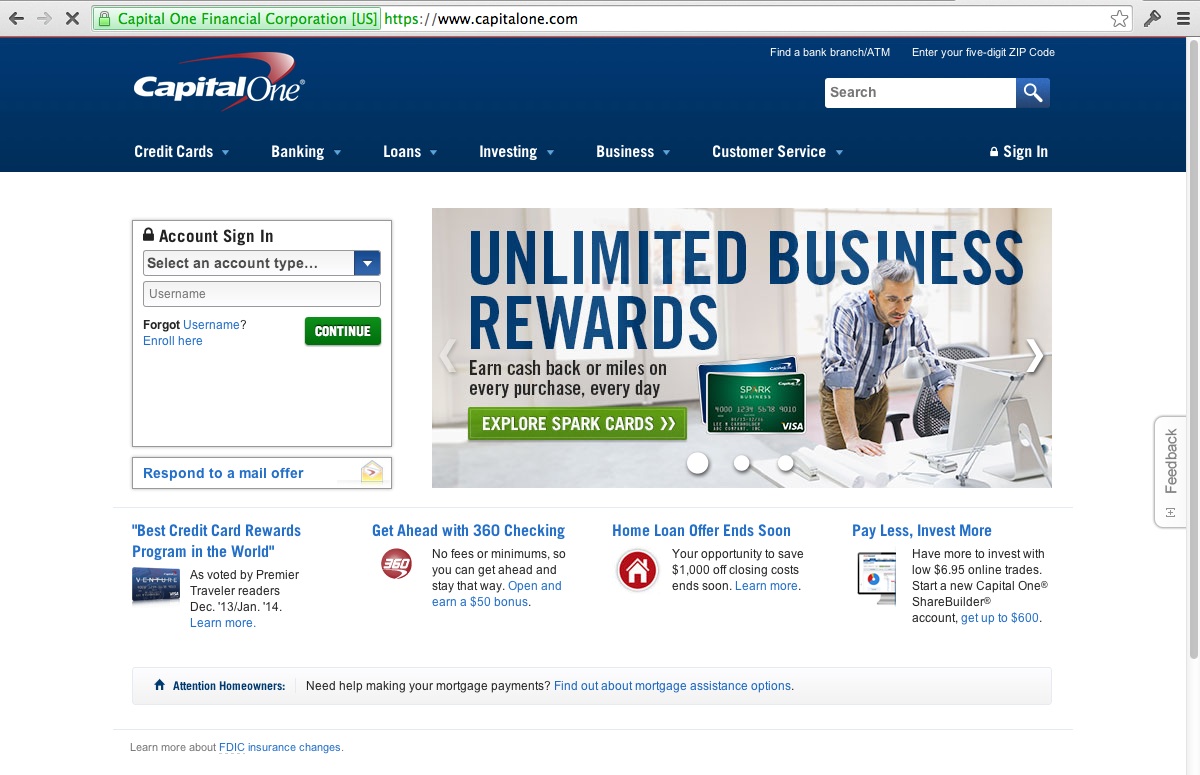 Capital One Financial Corporation [US] https://www.capitalone.com
Find a bank branch/ATM Enter your five-digit ZIP Code
CapitalOne®
Search
Credit Cards Banking Loans Investing Business Customer Service Sign In
Account Sign In
Select an account type...
Username
Forgot Username?
Enroll here
CONTINUE
Respond to a mail offer
UNLIMITED BUSINESS
REWARDS
Earn cash back or miles on
every purchase, every day
EXPLORE SPARK CARDS >>
CapitalOne
SPARK
BUSINESS
4000 1234 5678 9010
VISA
Feedback
[+]
"Best Credit Card Rewards
Program in the World"
VENTURE
As voted by Premier
Traveler readers
Dec. '13/Jan. '14.
Learn more.
Get Ahead with 360 Checking
360
No fees or minimums, so
you can get ahead and
stay that way. Open and
earn a $50 bonus.
Home Loan Offer Ends Soon
Your opportunity to save
$1,000 off closing costs
ends soon. Learn more.
Pay Less, Invest More
Have more to invest with
low $6.95 online trades.
Start a new Capital One®
ShareBuilder®
account, get up to $600.
Attention Homeowners: Need help making your mortgage payments? Find out about mortgage assistance options.
Learn more about FDIC insurance changes.